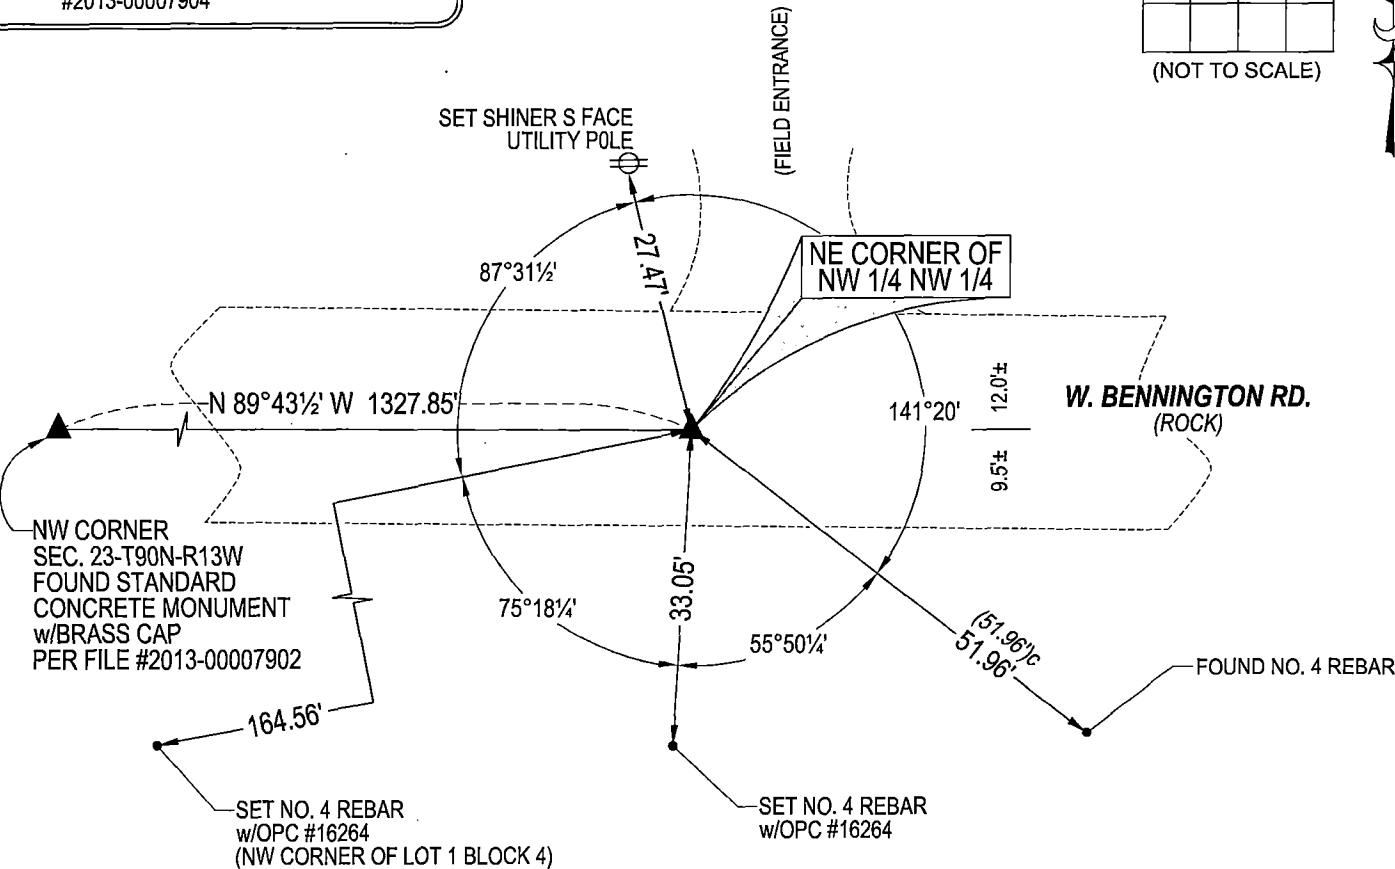 #2013-00007904
(NOT TO SCALE)
(FIELD ENTRANCE)
SET SHINER S FACE
UTILITY POLE
27.47'
87°31½'
NE CORNER OF
NW 1/4 NW 1/4
N 89°43½' W 1327.85'
141°20'
12.0'±
9.5'±
W. BENNINGTON RD.
(ROCK)
NW CORNER
SEC. 23-T90N-R13W
FOUND STANDARD
CONCRETE MONUMENT
w/BRASS CAP
PER FILE #2013-00007902
75°18¼'
33.05'
55°50¼'
(51.96')c
51.96'
FOUND NO. 4 REBAR
164.56'
SET NO. 4 REBAR
w/OPC #16264
(NW CORNER OF LOT 1 BLOCK 4)
SET NO. 4 REBAR
w/OPC #16264